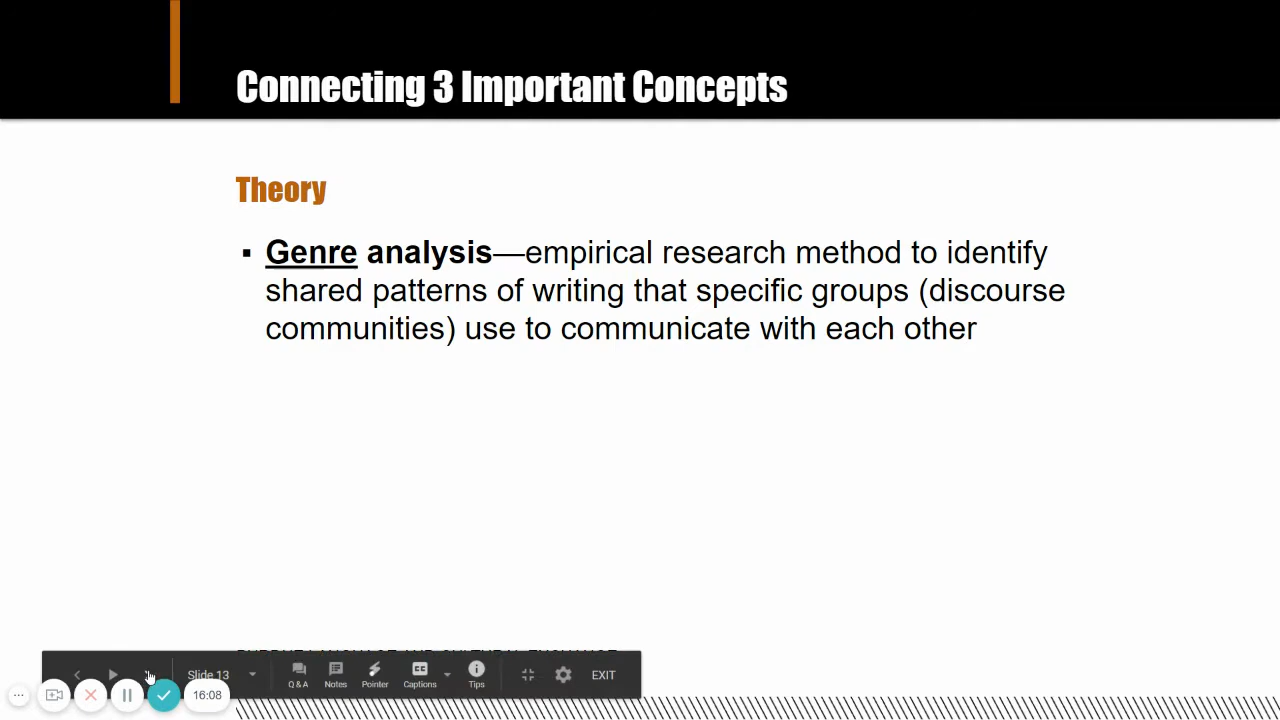 Connecting 3 Important Concepts
Theory
▪ Genre analysis—empirical research method to identify
shared patterns of writing that specific groups (discourse
communities) use to communicate with each other
Slide 13
Q & A
Notes
Pointer
CC
Captions
Tips
EXIT
16:08